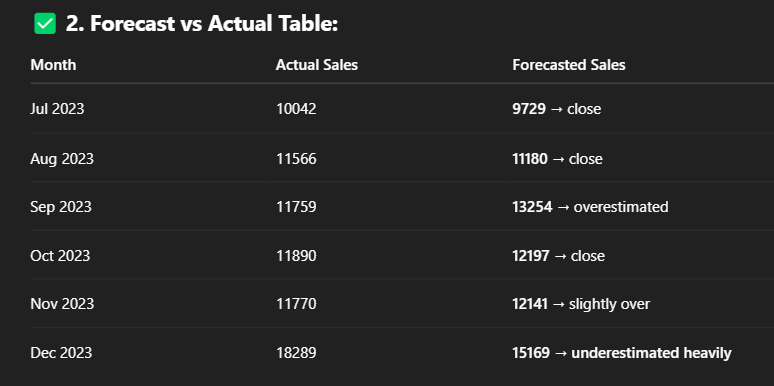 ✅ 2. Forecast vs Actual Table:
Month Actual Sales Forecasted Sales
Jul 2023 10042 9729 → close
Aug 2023 11566 11180 → close
Sep 2023 11759 13254 → overestimated
Oct 2023 11890 12197 → close
Nov 2023 11770 12141 → slightly over
Dec 2023 18289 15169 → underestimated heavily